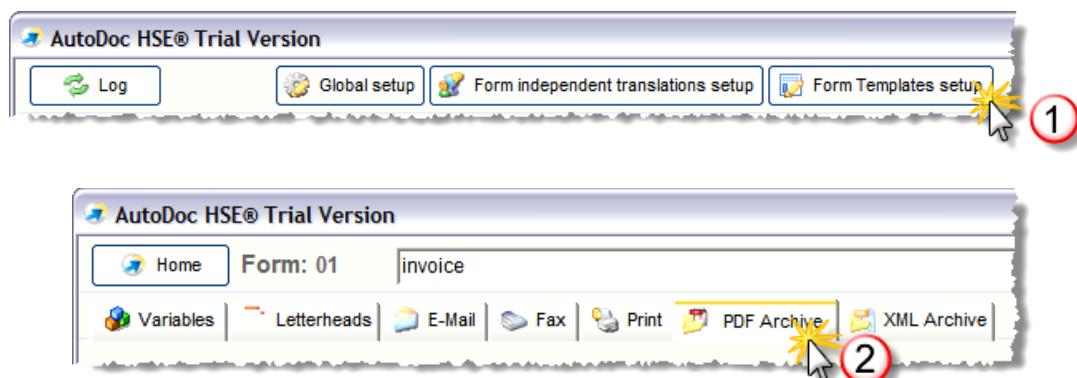 AutoDoc HSE® Trial Version
Log Global setup Form independent translations setup Form Templates setup
1
AutoDoc HSE® Trial Version
Home Form: 01 invoice
Variables Letterheads E-Mail Fax Print PDF Archive XML Archive
2